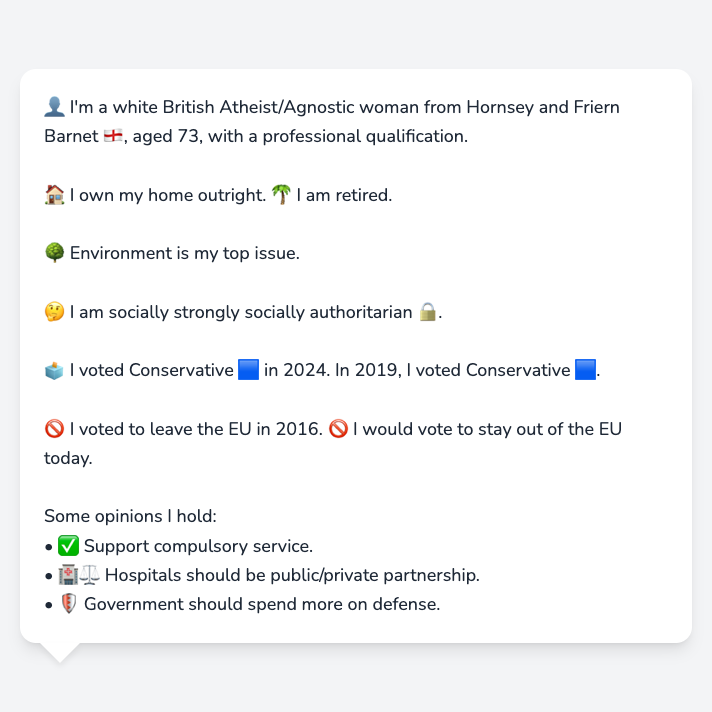 👤 I'm a white British Atheist/Agnostic woman from Hornsey and Friern
Barnet 🏴󠁧󠁢󠁥󠁮󠁧󠁿, aged 73, with a professional qualification.
🏠 I own my home outright. 🌴 I am retired.
🌳 Environment is my top issue.
🤔 I am socially strongly socially authoritarian 🔒.
🗳️ I voted Conservative 🟦 in 2024. In 2019, I voted Conservative 🟦.
🚫 I voted to leave the EU in 2016. 🚫 I would vote to stay out of the EU
today.
Some opinions I hold:
• ✅ Support compulsory service.
• 🏥⚖️ Hospitals should be public/private partnership.
• 🛡️ Government should spend more on defense.